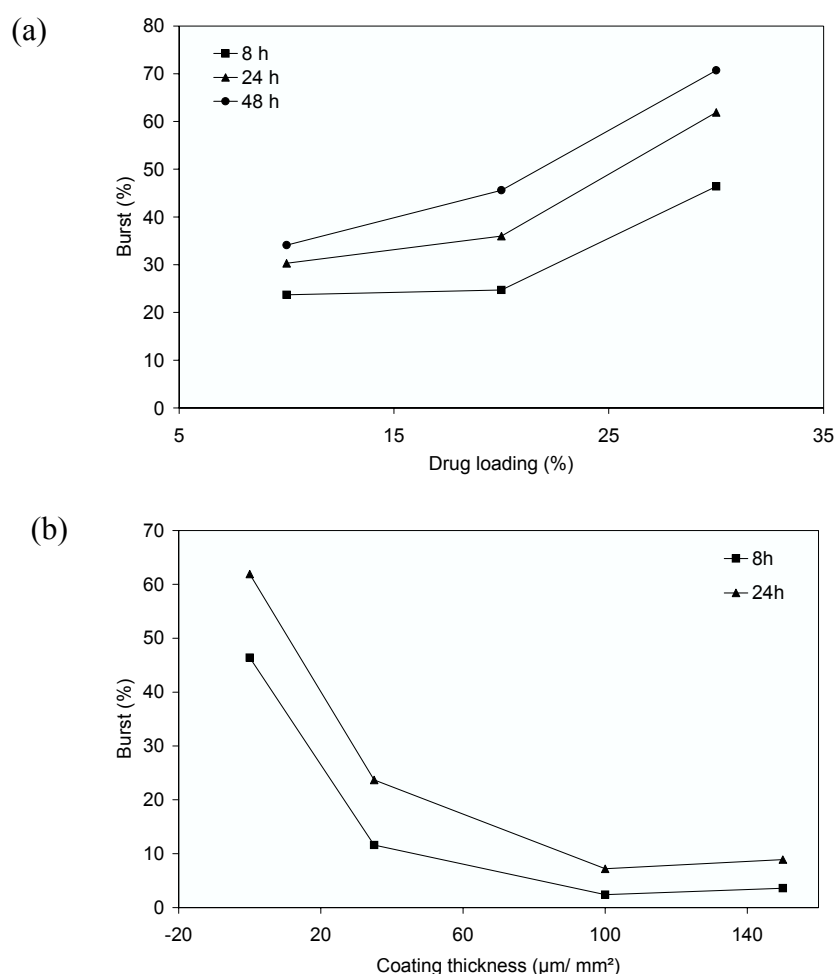 (a)
80
70
60
50
40
30
20
10
0
8 h
24 h
48 h
Burst (%)
5 15 25 35
Drug loading (%)
(b)
70
60
50
40
30
20
10
0
8h
24h
Burst (%)
-20 20 60 100 140
Coating thickness (µm/ mm²)